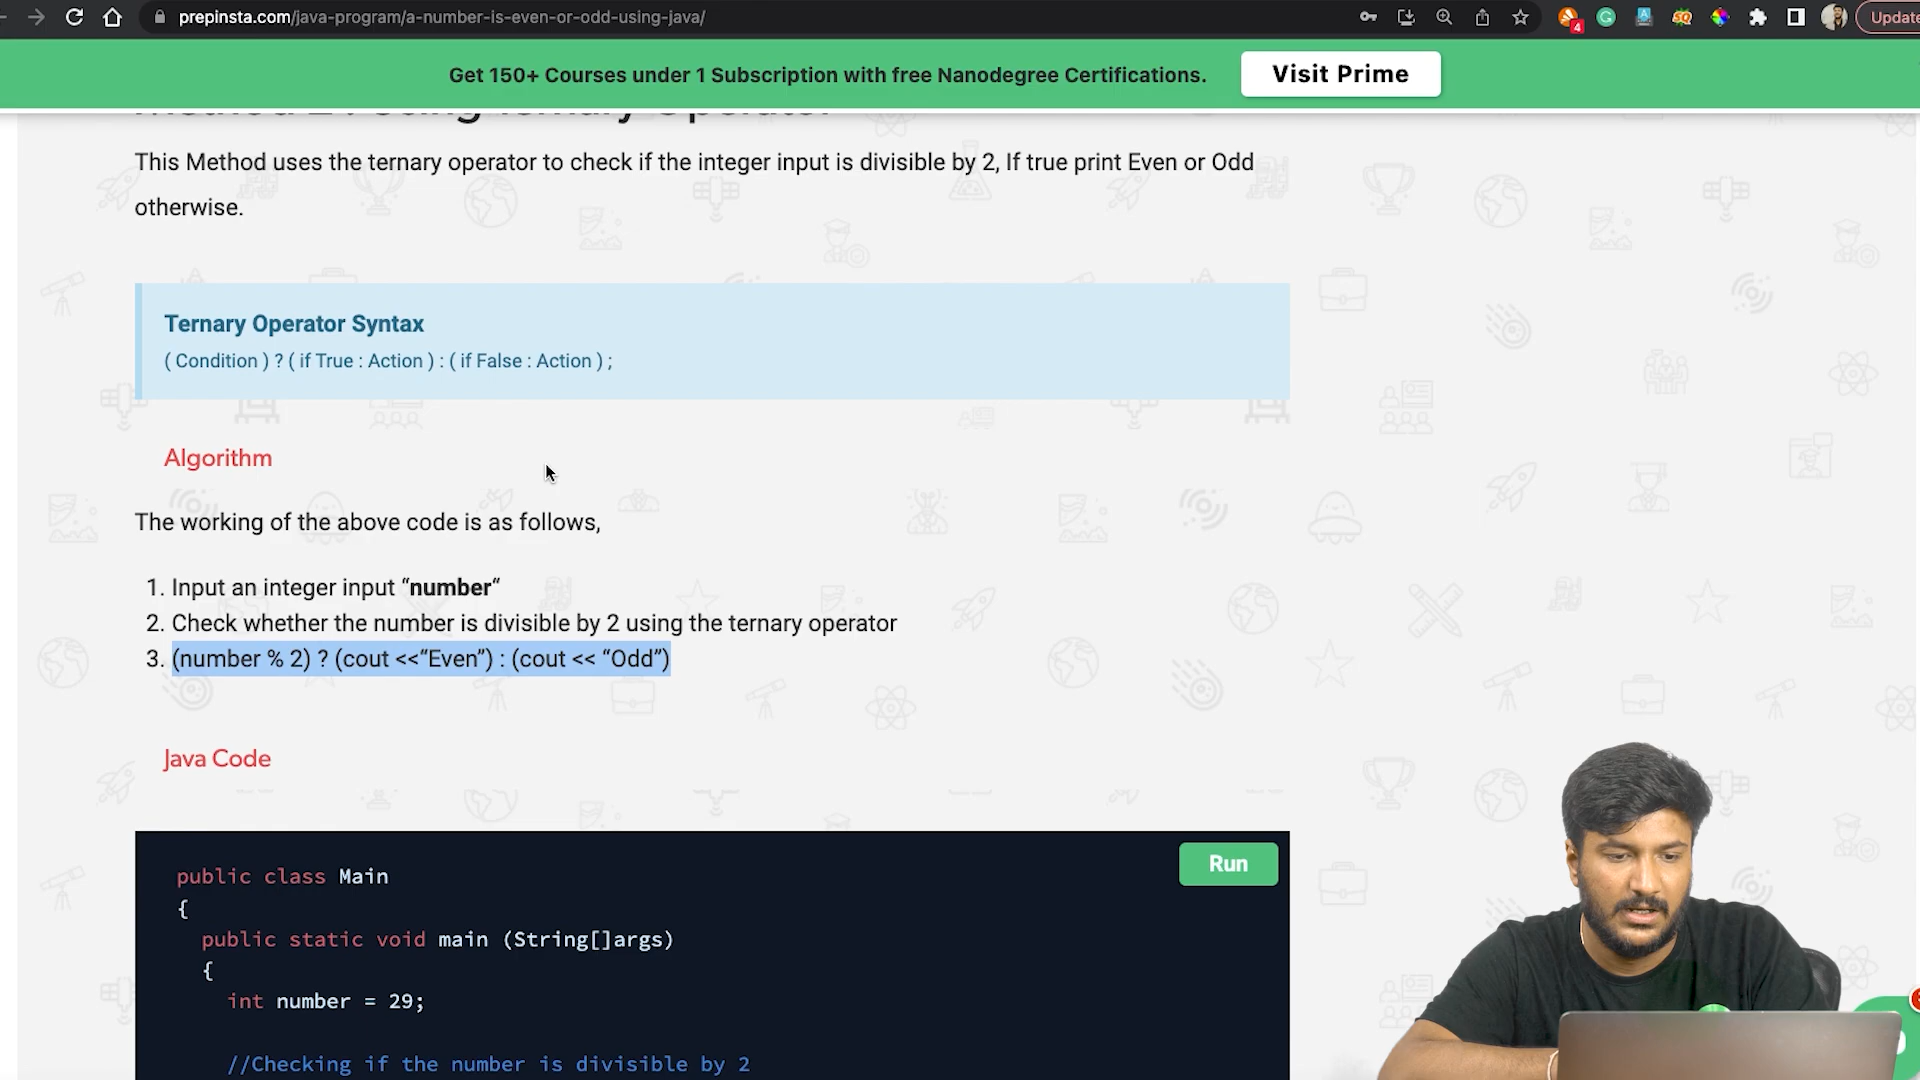 prepinsta.com/java-program/a-number-is-even-or-odd-using-java/
4
Update
Get 150+ Courses under 1 Subscription with free Nanodegree Certifications.
Visit Prime
This Method uses the ternary operator to check if the integer input is divisible by 2, If true print Even or Odd
otherwise.
Ternary Operator Syntax
( Condition ) ? ( if True : Action ) : ( if False : Action ) ;
Algorithm
The working of the above code is as follows,
1. Input an integer input “number“
2. Check whether the number is divisible by 2 using the ternary operator
3. (number % 2) ? (cout <<“Even”) : (cout << “Odd”)
Java Code
Run
public class Main
{
public static void main (String[]args)
{
int number = 29;
//Checking if the number is divisible by 2